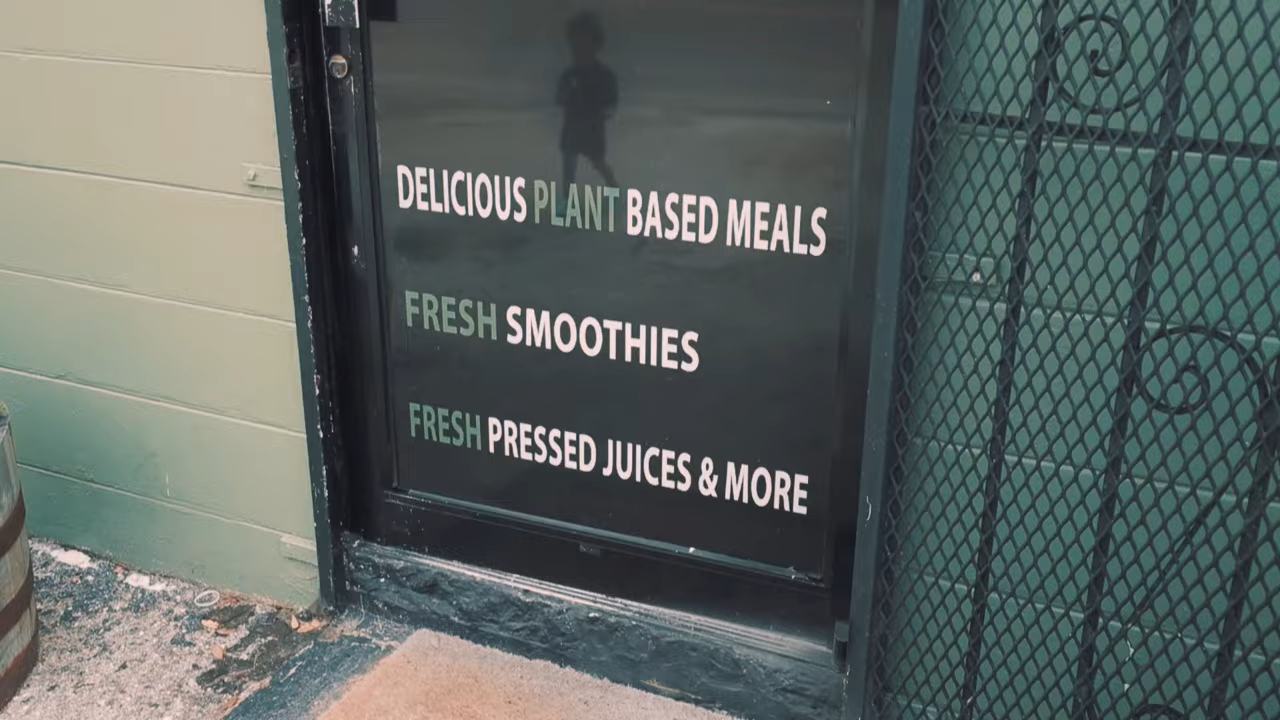 DELICIOUS PLANT BASED MEALS
FRESH SMOOTHIES
FRESH PRESSED JUICES & MORE